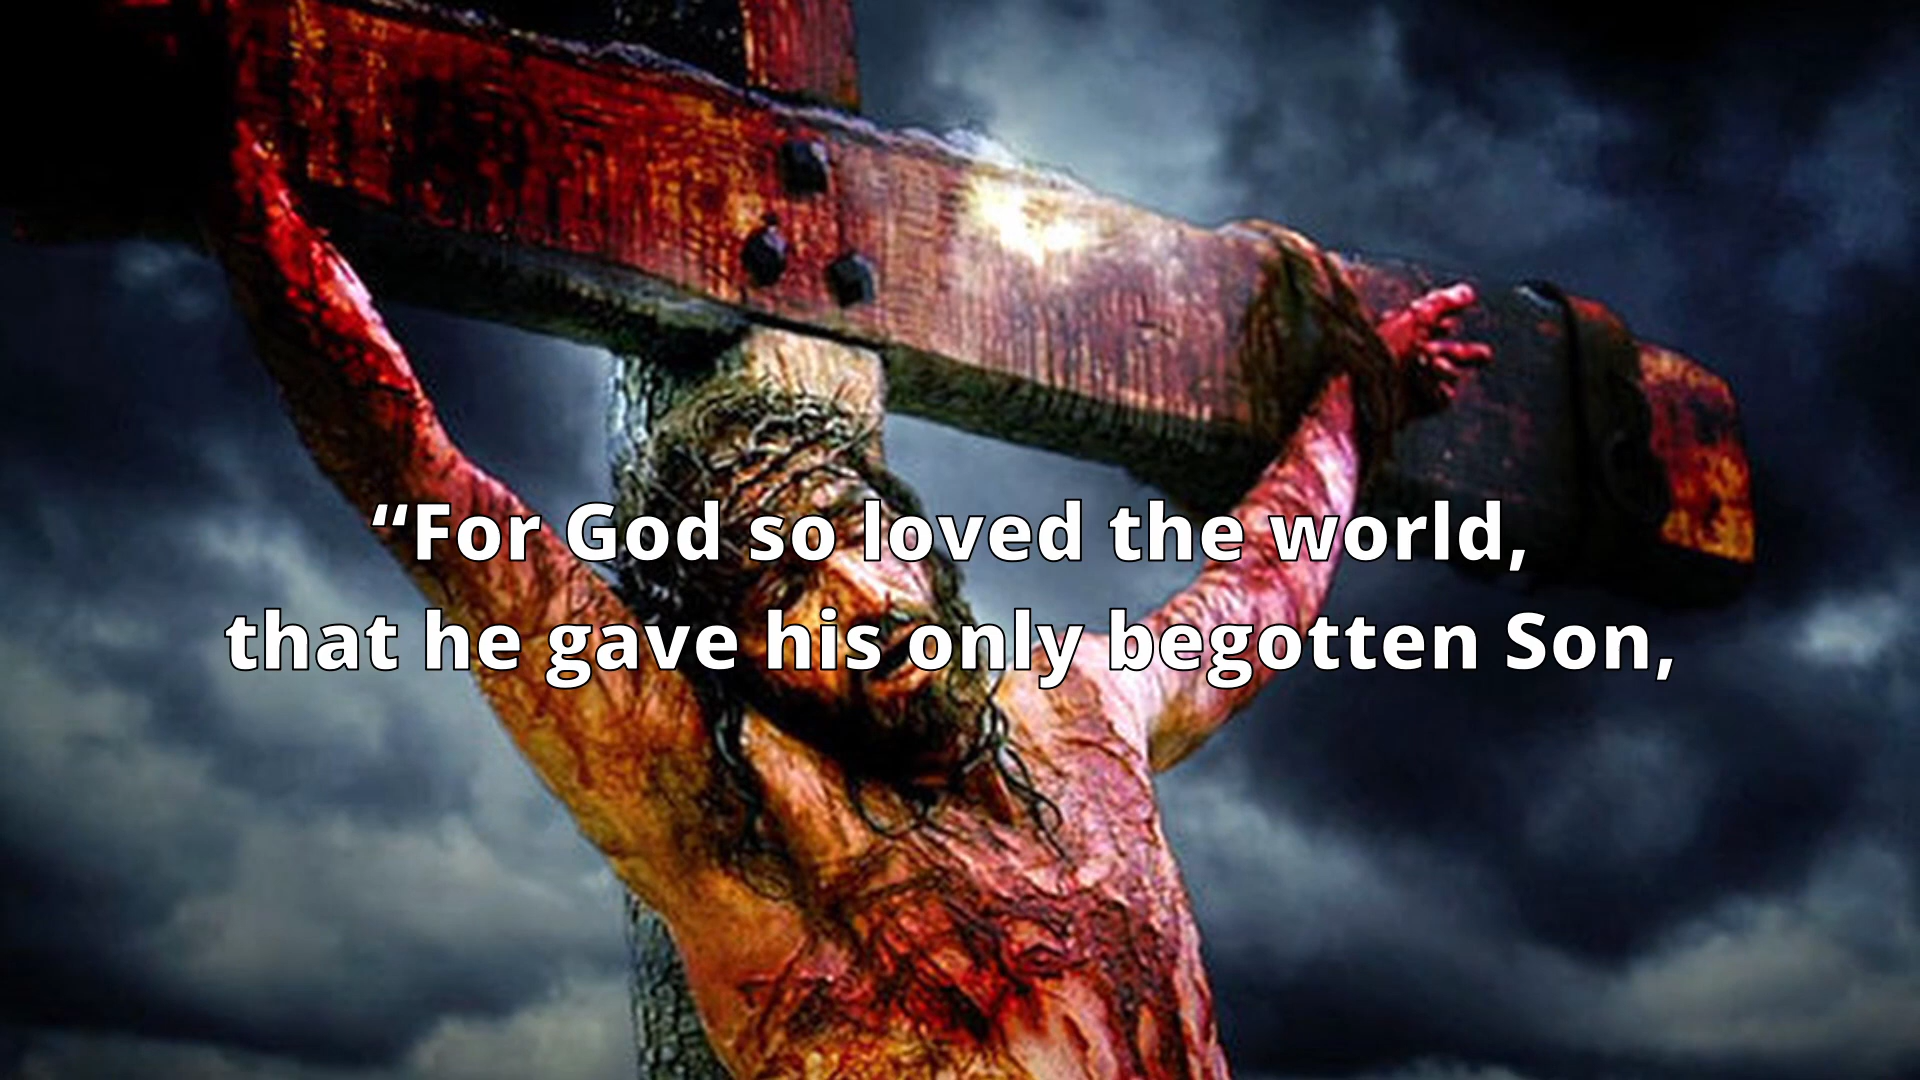 “For God so loved the world,
that he gave his only begotten Son,